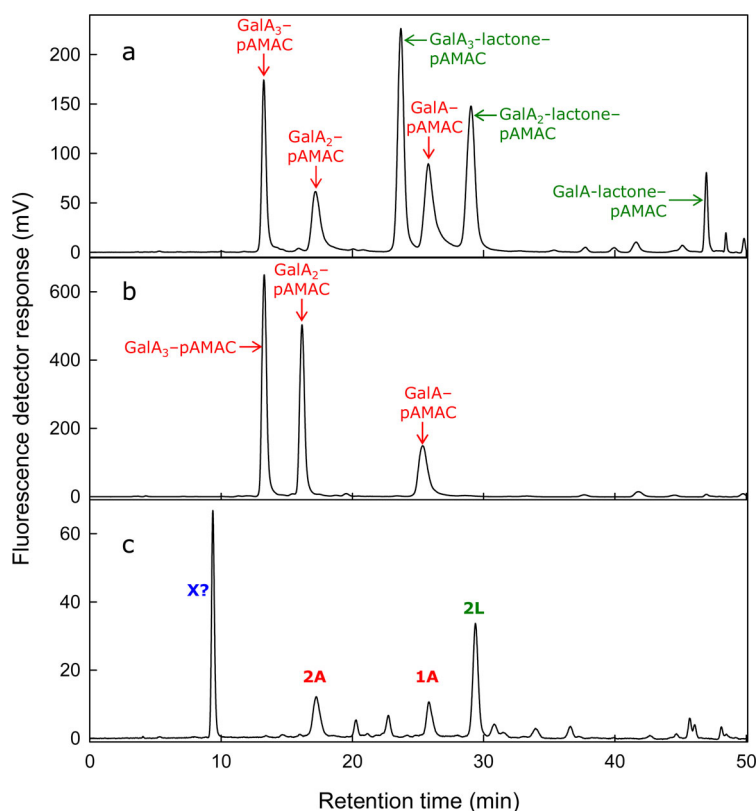 Fluorescence detector response (mV)
a
200
150
100
50
0
GalA₃–
pAMAC
GalA₂–
pAMAC
GalA₃-lactone–
pAMAC
GalA–
pAMAC
GalA₂-lactone–
pAMAC
GalA-lactone–
pAMAC
b
600
400
200
0
GalA₂–
pAMAC
GalA₃–pAMAC
GalA–
pAMAC
c
60
40
20
0
X?
2A
1A
2L
0 10 20 30 40 50
Retention time (min)